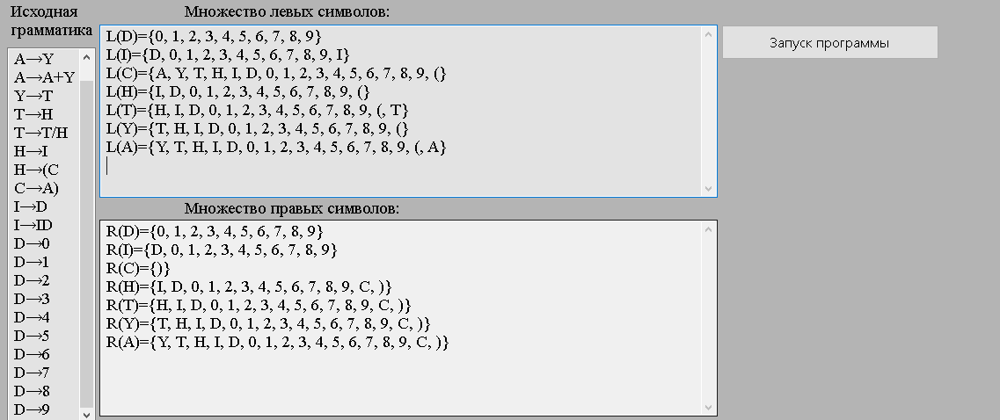 Исходная
грамматика
A→Y
A→A+Y
Y→T
T→H
T→T/H
H→I
H→(C
C→A)
I→D
I→ID
D→0
D→1
D→2
D→3
D→4
D→5
D→6
D→7
D→8
D→9
Множество левых символов:
L(D)={0, 1, 2, 3, 4, 5, 6, 7, 8, 9}
L(I)={D, 0, 1, 2, 3, 4, 5, 6, 7, 8, 9, I}
L(C)={A, Y, T, H, I, D, 0, 1, 2, 3, 4, 5, 6, 7, 8, 9, (}
L(H)={I, D, 0, 1, 2, 3, 4, 5, 6, 7, 8, 9, (}
L(T)={H, I, D, 0, 1, 2, 3, 4, 5, 6, 7, 8, 9, (, T}
L(Y)={T, H, I, D, 0, 1, 2, 3, 4, 5, 6, 7, 8, 9, (}
L(A)={Y, T, H, I, D, 0, 1, 2, 3, 4, 5, 6, 7, 8, 9, (, A}
Множество правых символов:
R(D)={0, 1, 2, 3, 4, 5, 6, 7, 8, 9}
R(I)={D, 0, 1, 2, 3, 4, 5, 6, 7, 8, 9}
R(C)={)}
R(H)={I, D, 0, 1, 2, 3, 4, 5, 6, 7, 8, 9, C, )}
R(T)={H, I, D, 0, 1, 2, 3, 4, 5, 6, 7, 8, 9, C, )}
R(Y)={T, H, I, D, 0, 1, 2, 3, 4, 5, 6, 7, 8, 9, C, )}
R(A)={Y, T, H, I, D, 0, 1, 2, 3, 4, 5, 6, 7, 8, 9, C, )}
Запуск программы